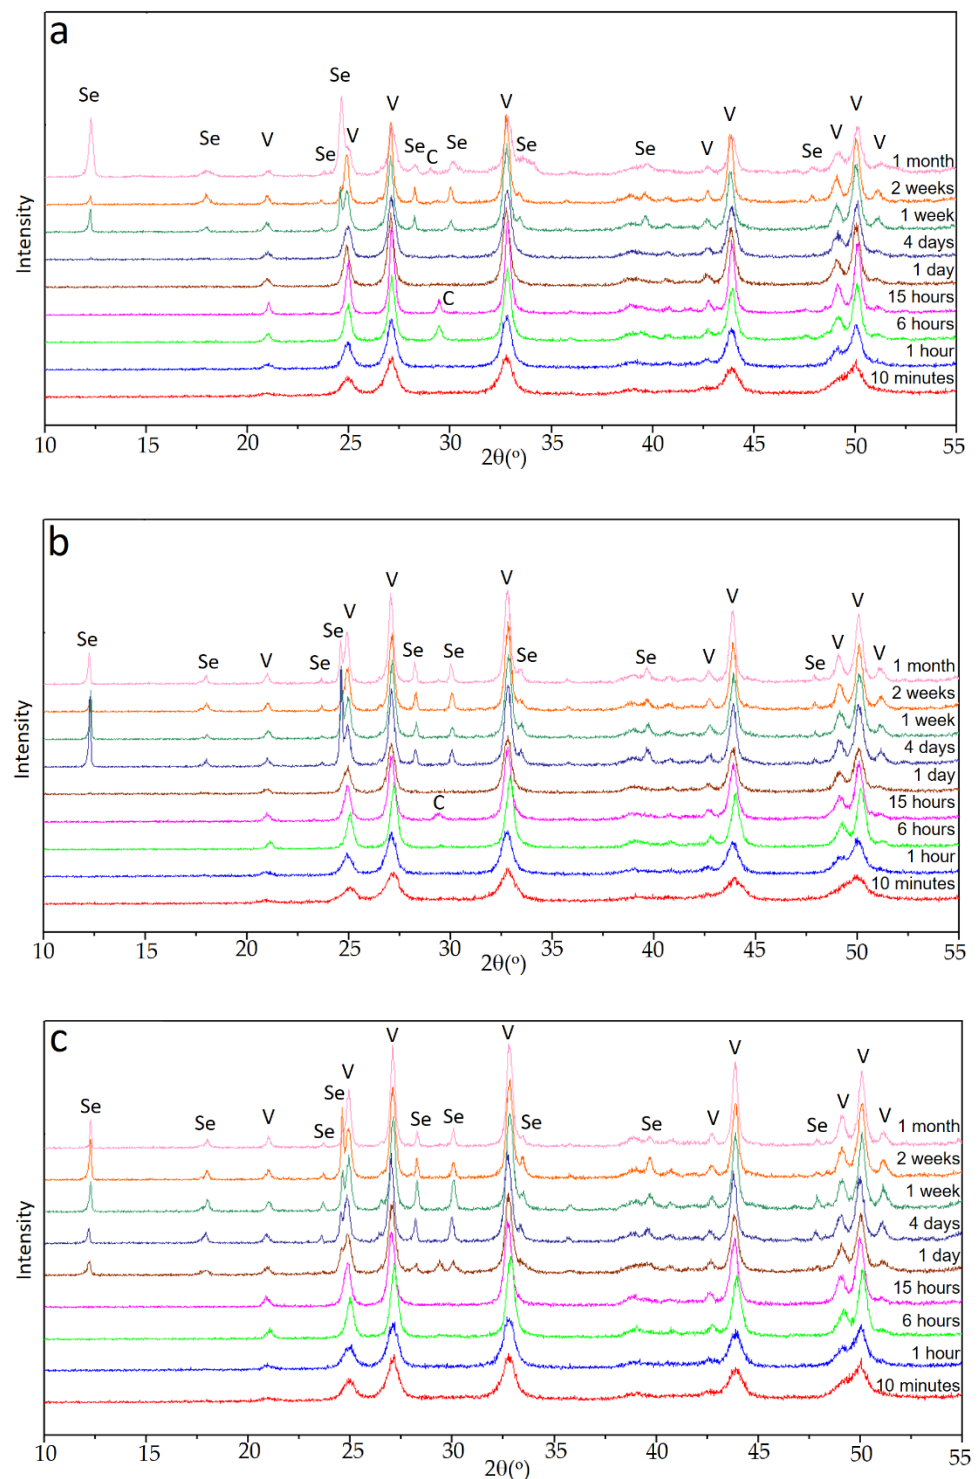 a
Se
Se
V
Se
V
Se
V
Se
C
Se
V
Se
Se
V
V
Se
V
V
V
1 month
2 weeks
1 week
4 days
1 day
C
15 hours
6 hours
1 hour
10 minutes
Intensity
10 15 20 25 30 35 40 45 50 55
2θ(º)
b
Se
Se
V
Se
Se
V
V
Se
Se
V
Se
Se
V
V
Se
V
V
V
1 month
2 weeks
1 week
4 days
1 day
C
15 hours
6 hours
1 hour
10 minutes
Intensity
10 15 20 25 30 35 40 45 50 55
2θ(º)
c
Se
Se
V
Se
Se
V
V
Se
Se
V
Se
Se
V
V
Se
V
V
V
1 month
2 weeks
1 week
4 days
1 day
15 hours
6 hours
1 hour
10 minutes
Intensity
10 15 20 25 30 35 40 45 50 55
2θ(º)